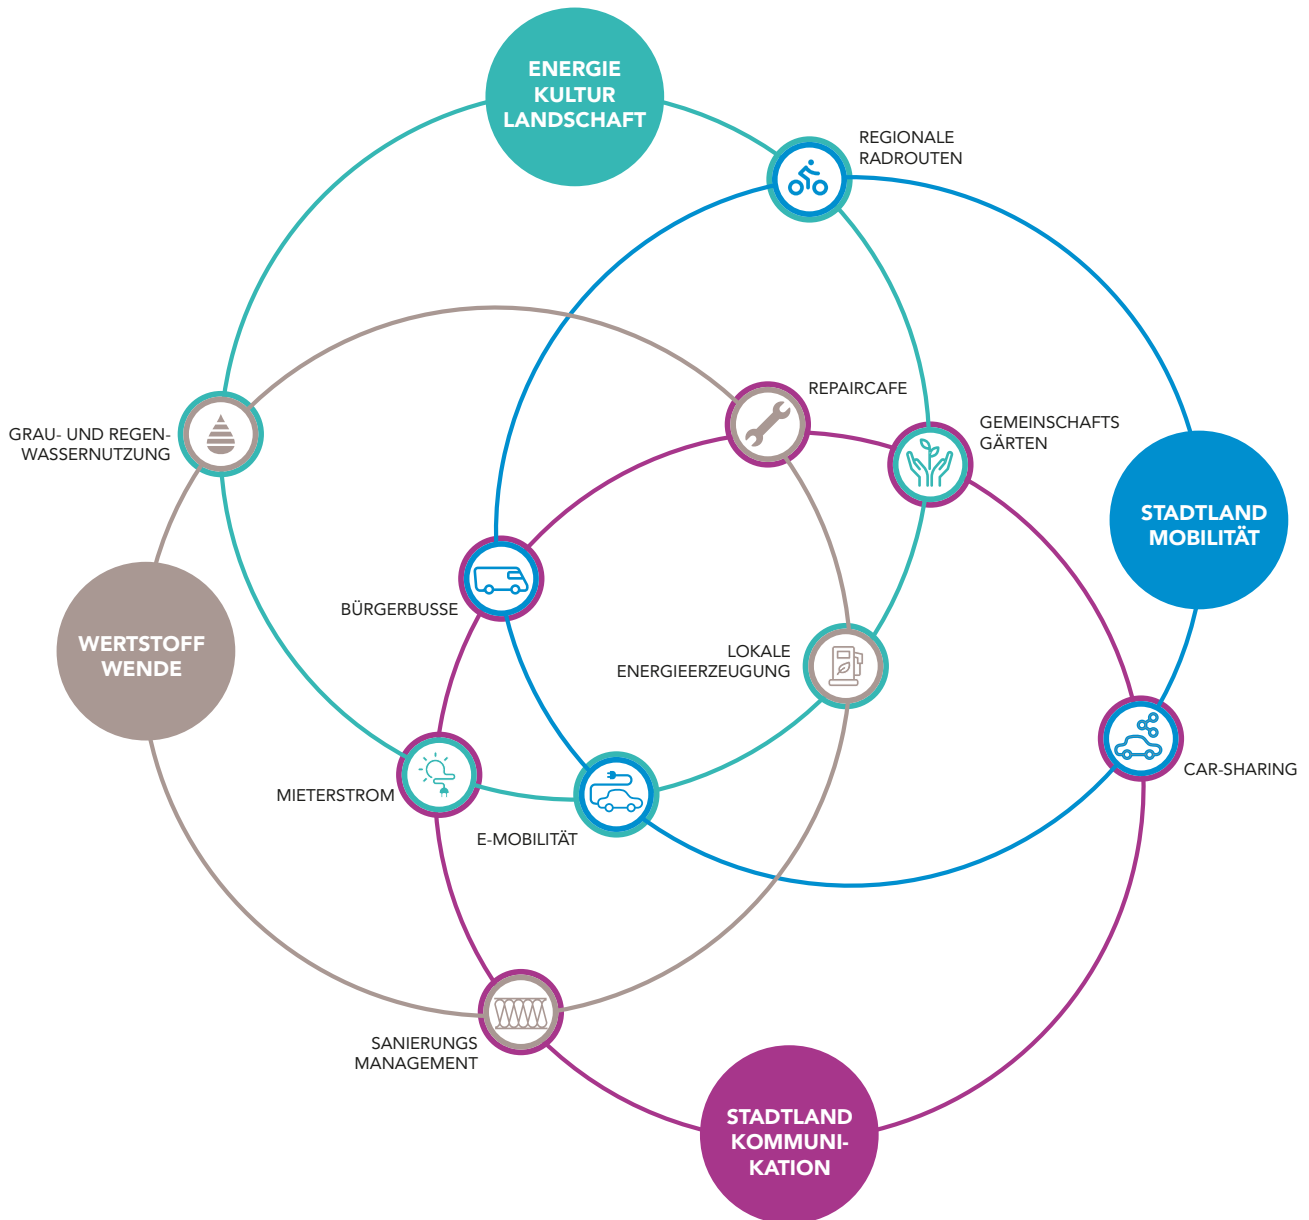 ENERGIE
KULTUR
LANDSCHAFT
REGIONALE
RADROUTEN
REPAIRCAFE
GEMEINSCHAFTS
GÄRTEN
GRAU- UND REGEN-
WASSERNUTZUNG
STADTLAND
MOBILITÄT
BÜRGERBUSSE
WERTSTOFF
WENDE
LOKALE
ENERGIEERZEUGUNG
CAR-SHARING
MIETERSTROM
E-MOBILITÄT
SANIERUNGS
MANAGEMENT
STADTLAND
KOMMUNI-
KATION